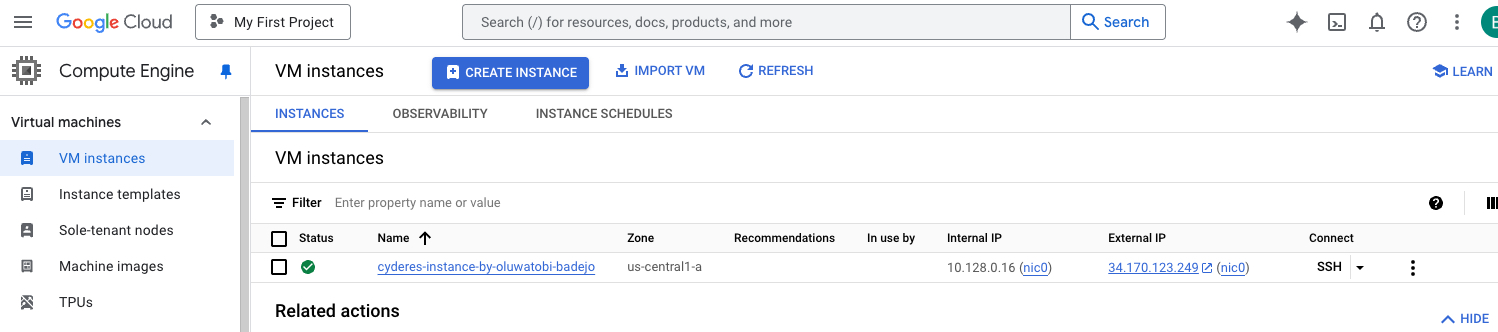 Google Cloud My First Project Search (/) for resources, docs, products, and more Search E
Compute Engine VM instances CREATE INSTANCE IMPORT VM REFRESH LEARN
Virtual machines
VM instances
Instance templates
Sole-tenant nodes
Machine images
TPUs
INSTANCES OBSERVABILITY INSTANCE SCHEDULES
VM instances
Filter Enter property name or value
Status Name Zone Recommendations In use by Internal IP External IP Connect
cyderes-instance-by-oluwatobi-badejo us-central1-a 10.128.0.16 (nic0) 34.170.123.249 (nic0) SSH
Related actions HIDE